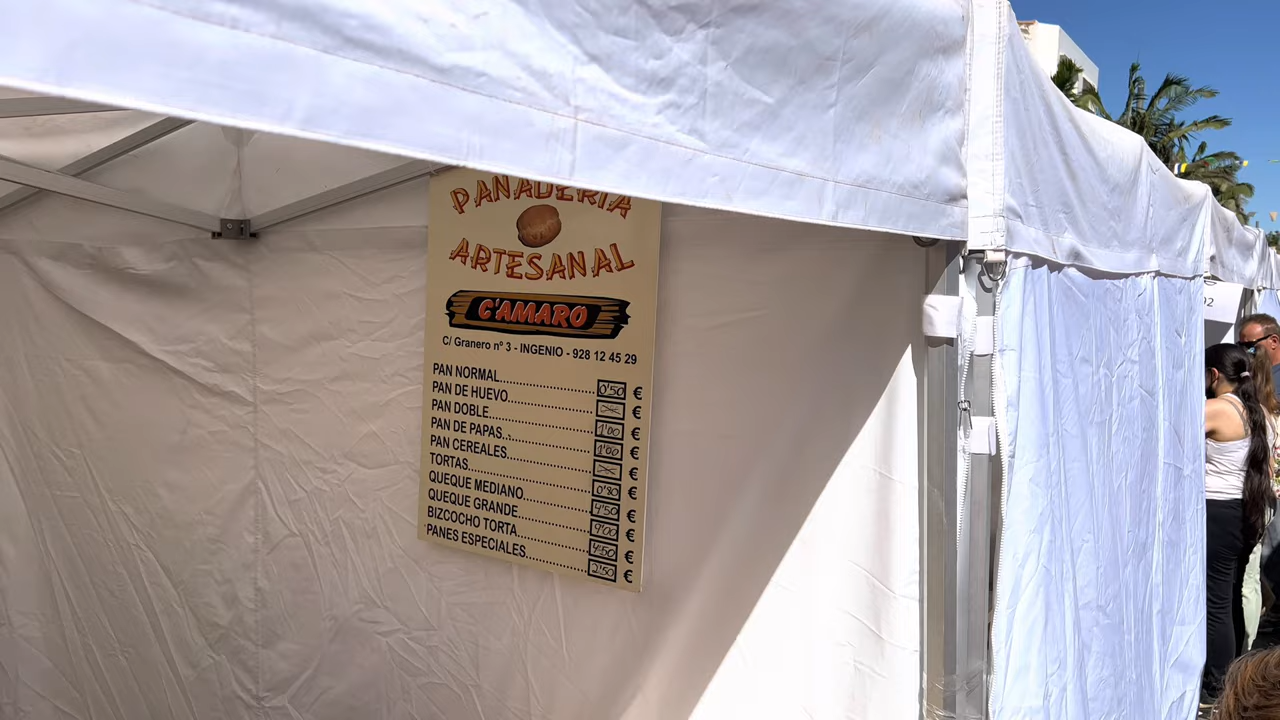 PANADERIA
ARTESANAL
C'AMARO
C/ Granero nº 3 - INGENIO - 928 12 45 29
PAN NORMAL 0'50 €
PAN DE HUEVO €
PAN DOBLE 1'00 €
PAN DE PAPAS 1'00 €
PAN CEREALES €
TORTAS 0'80 €
QUEQUE MEDIANO 4'50 €
QUEQUE GRANDE 9'00 €
BIZCOCHO TORTA 4'50 €
PANES ESPECIALES 2'50 €
02